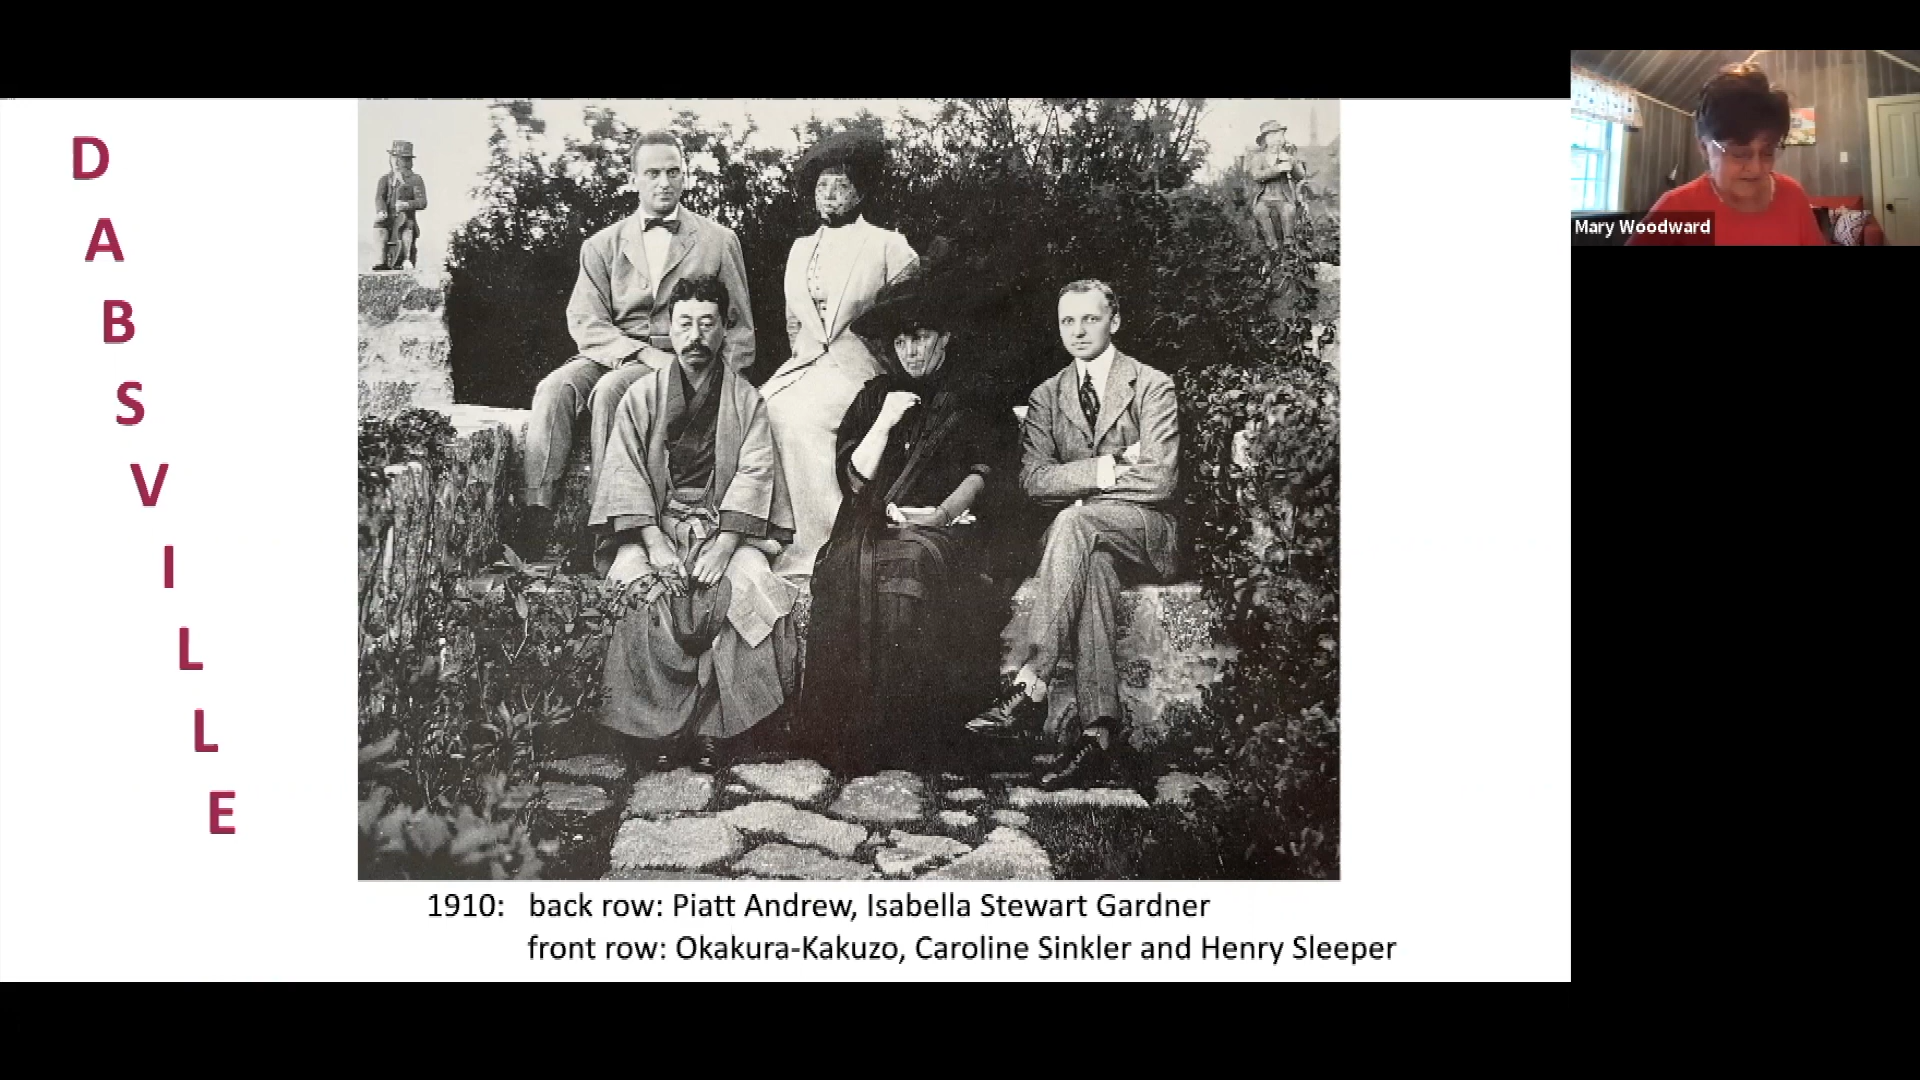 DABSVILLE
Mary Woodward
1910: back row: Piatt Andrew, Isabella Stewart Gardner
front row: Okakura-Kakuzo, Caroline Sinkler and Henry Sleeper